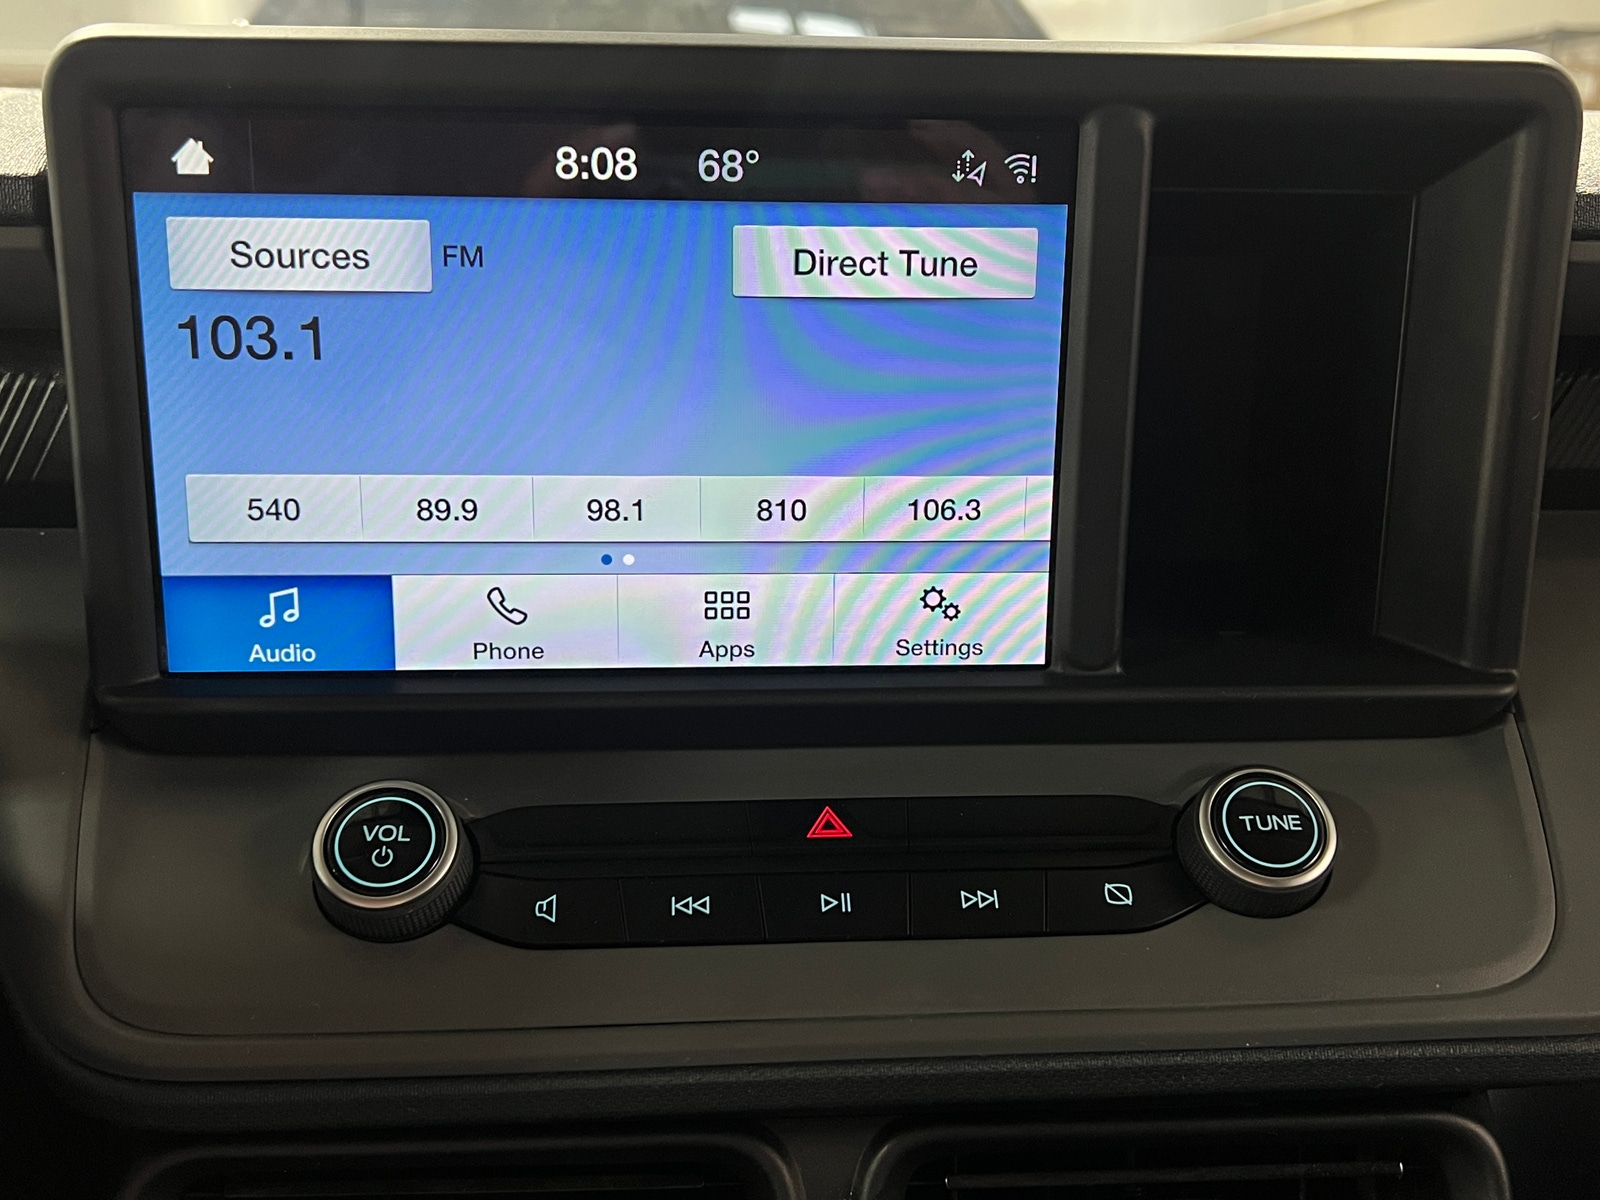 8:08 68°
Sources FM Direct Tune
103.1
540 89.9 98.1 810 106.3
Audio Phone Apps Settings
VOL
TUNE